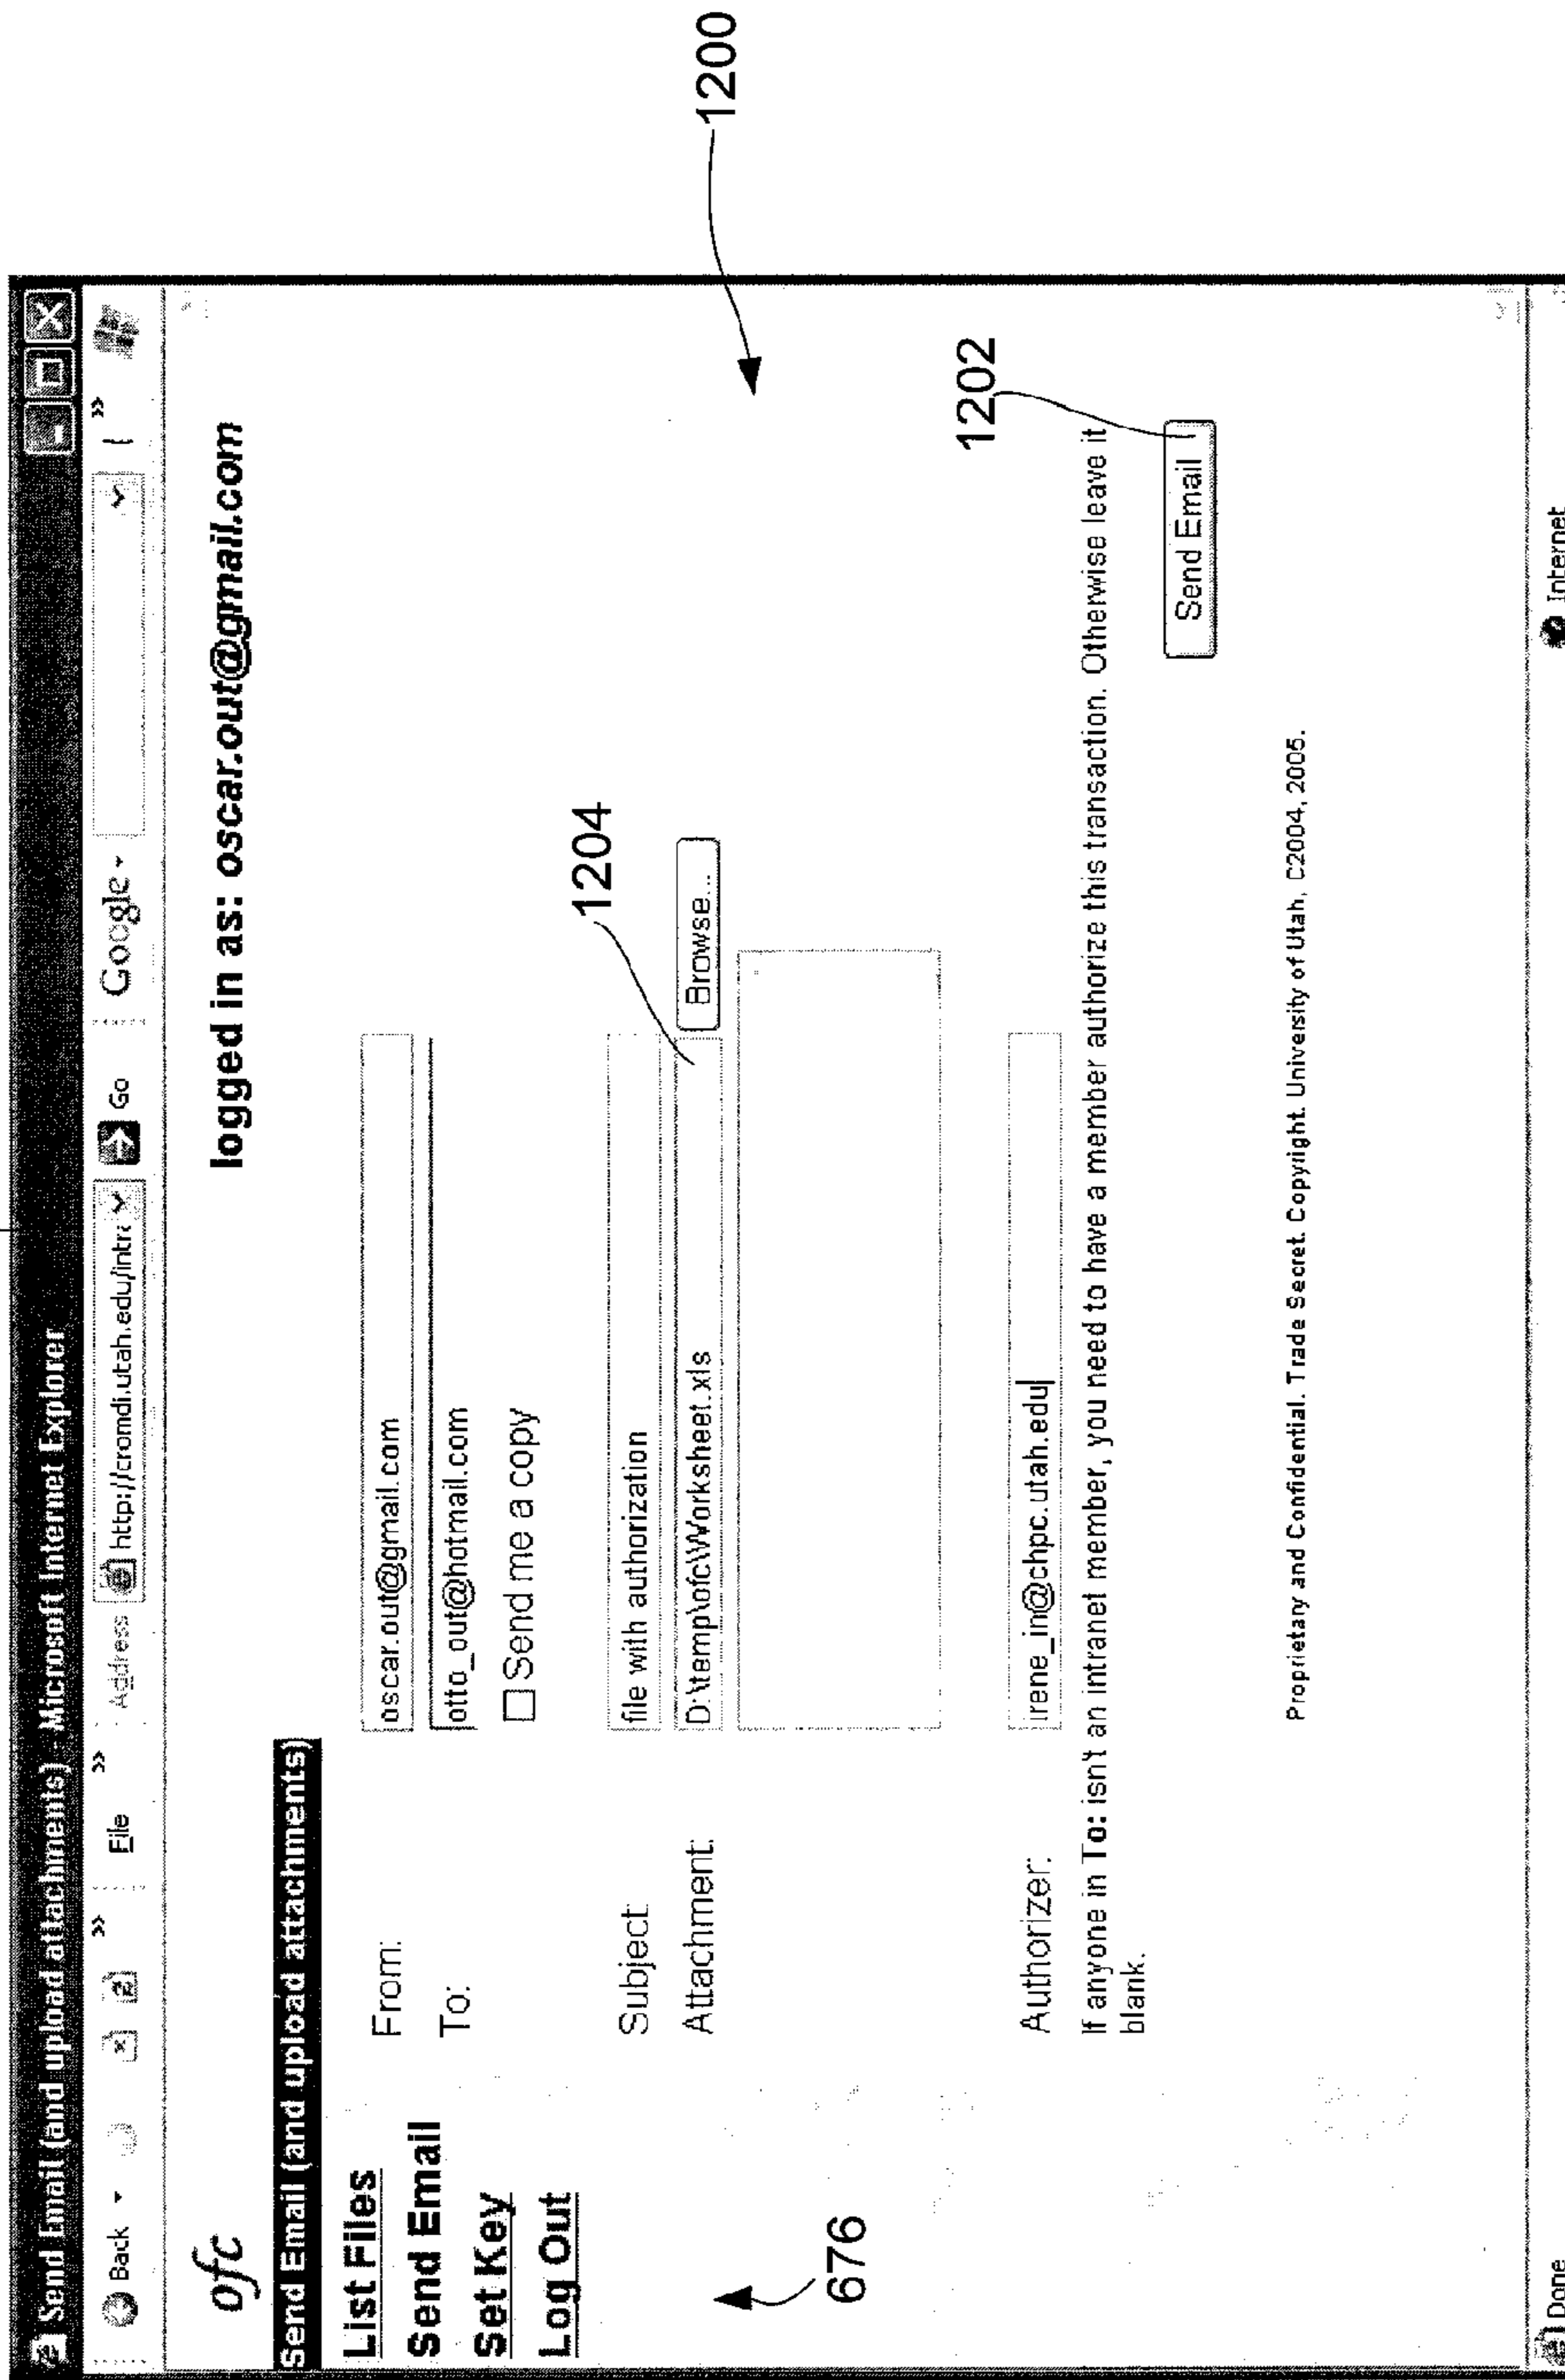 Send Email (and upload attachments) - Microsoft Internet Explorer
Back » File » Address http://cromdi.utah.edu/intra Go Google »
ofc
logged in as: oscar.out@gmail.com
Send Email (and upload attachments)
List Files
Send Email
Set Key
Log Out
676
From: oscar.out@gmail.com
To: otto_out@hotmail.com
Send me a copy
1204
Subject: file with authorization
Attachment: D:\temp\ofc\Worksheet.xls Browse...
1200
Authorizer: irene_in@chpc.utah.edu
1202
If anyone in To: isn't an intranet member, you need to have a member authorize this transaction. Otherwise leave it
blank.
Send Email
Proprietary and Confidential. Trade Secret. Copyright. University of Utah, C2004, 2005.
Done Internet